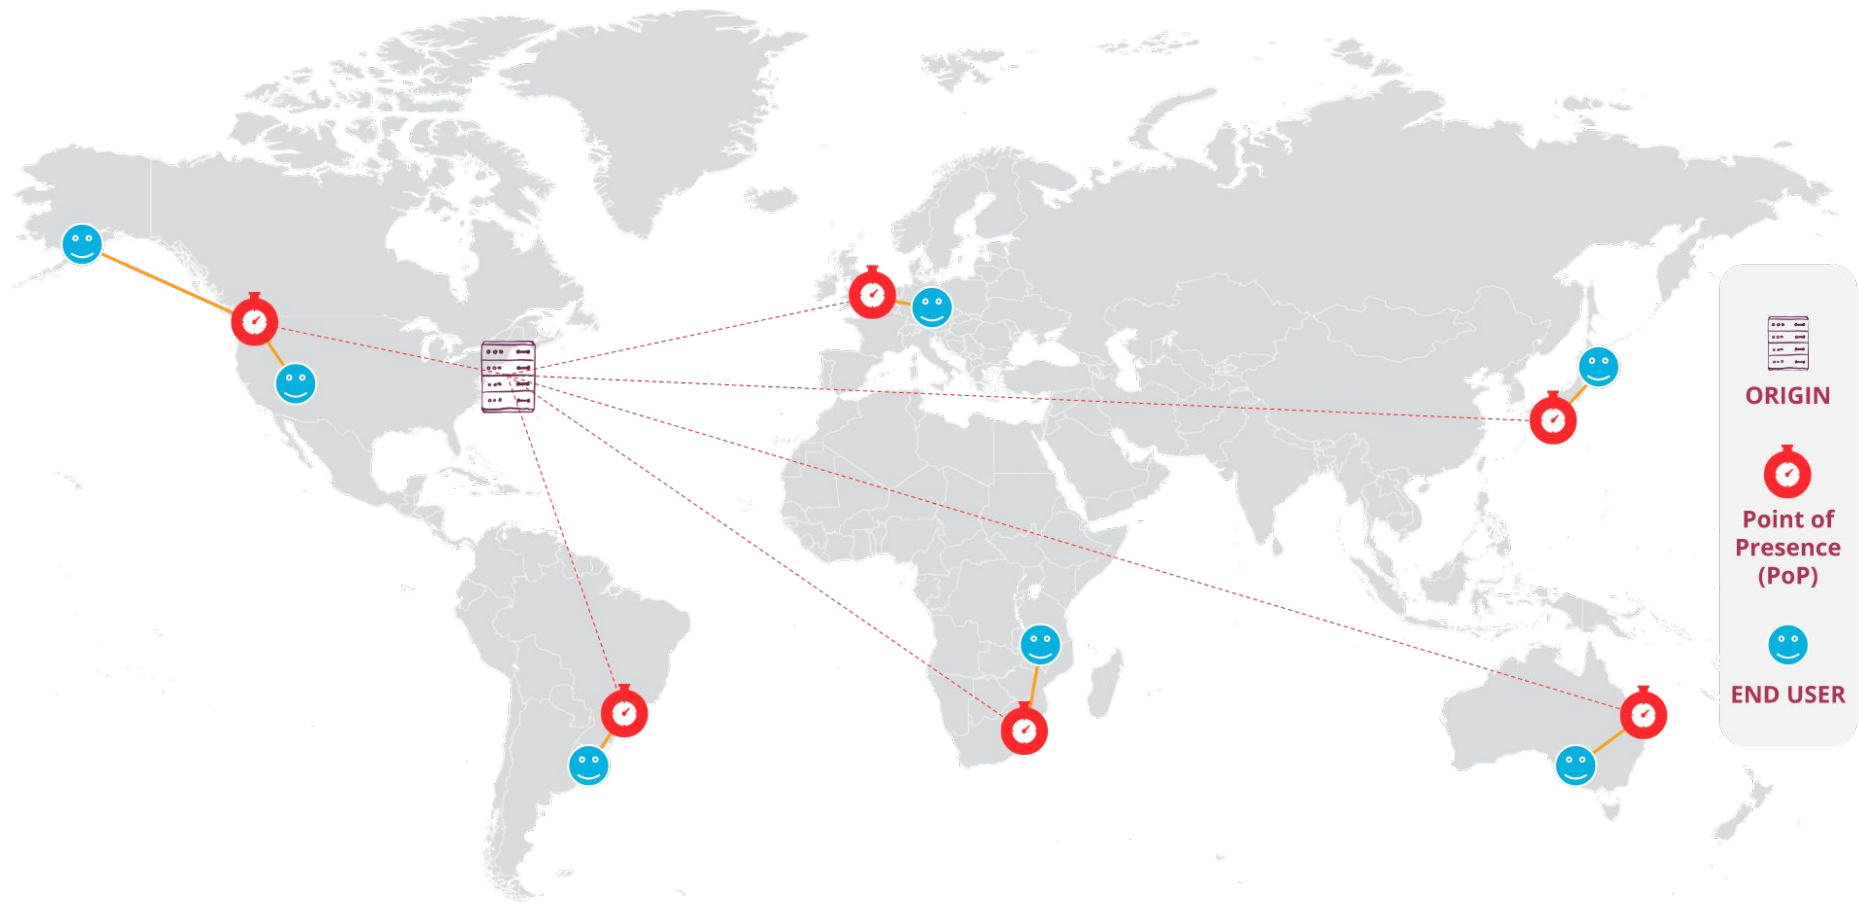 ORIGIN
Point of
Presence
(PoP)
END USER